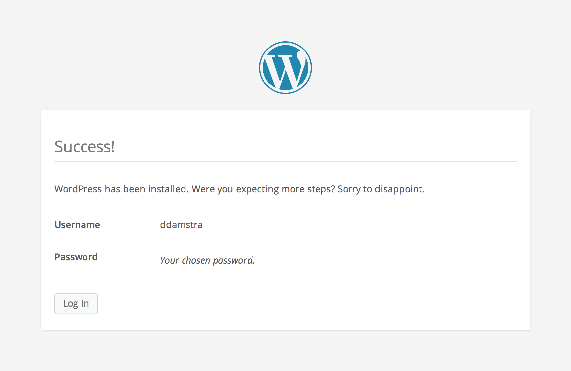 Success!
WordPress has been installed. Were you expecting more steps? Sorry to disappoint.
Username ddamstra
Password Your chosen password.
Log In